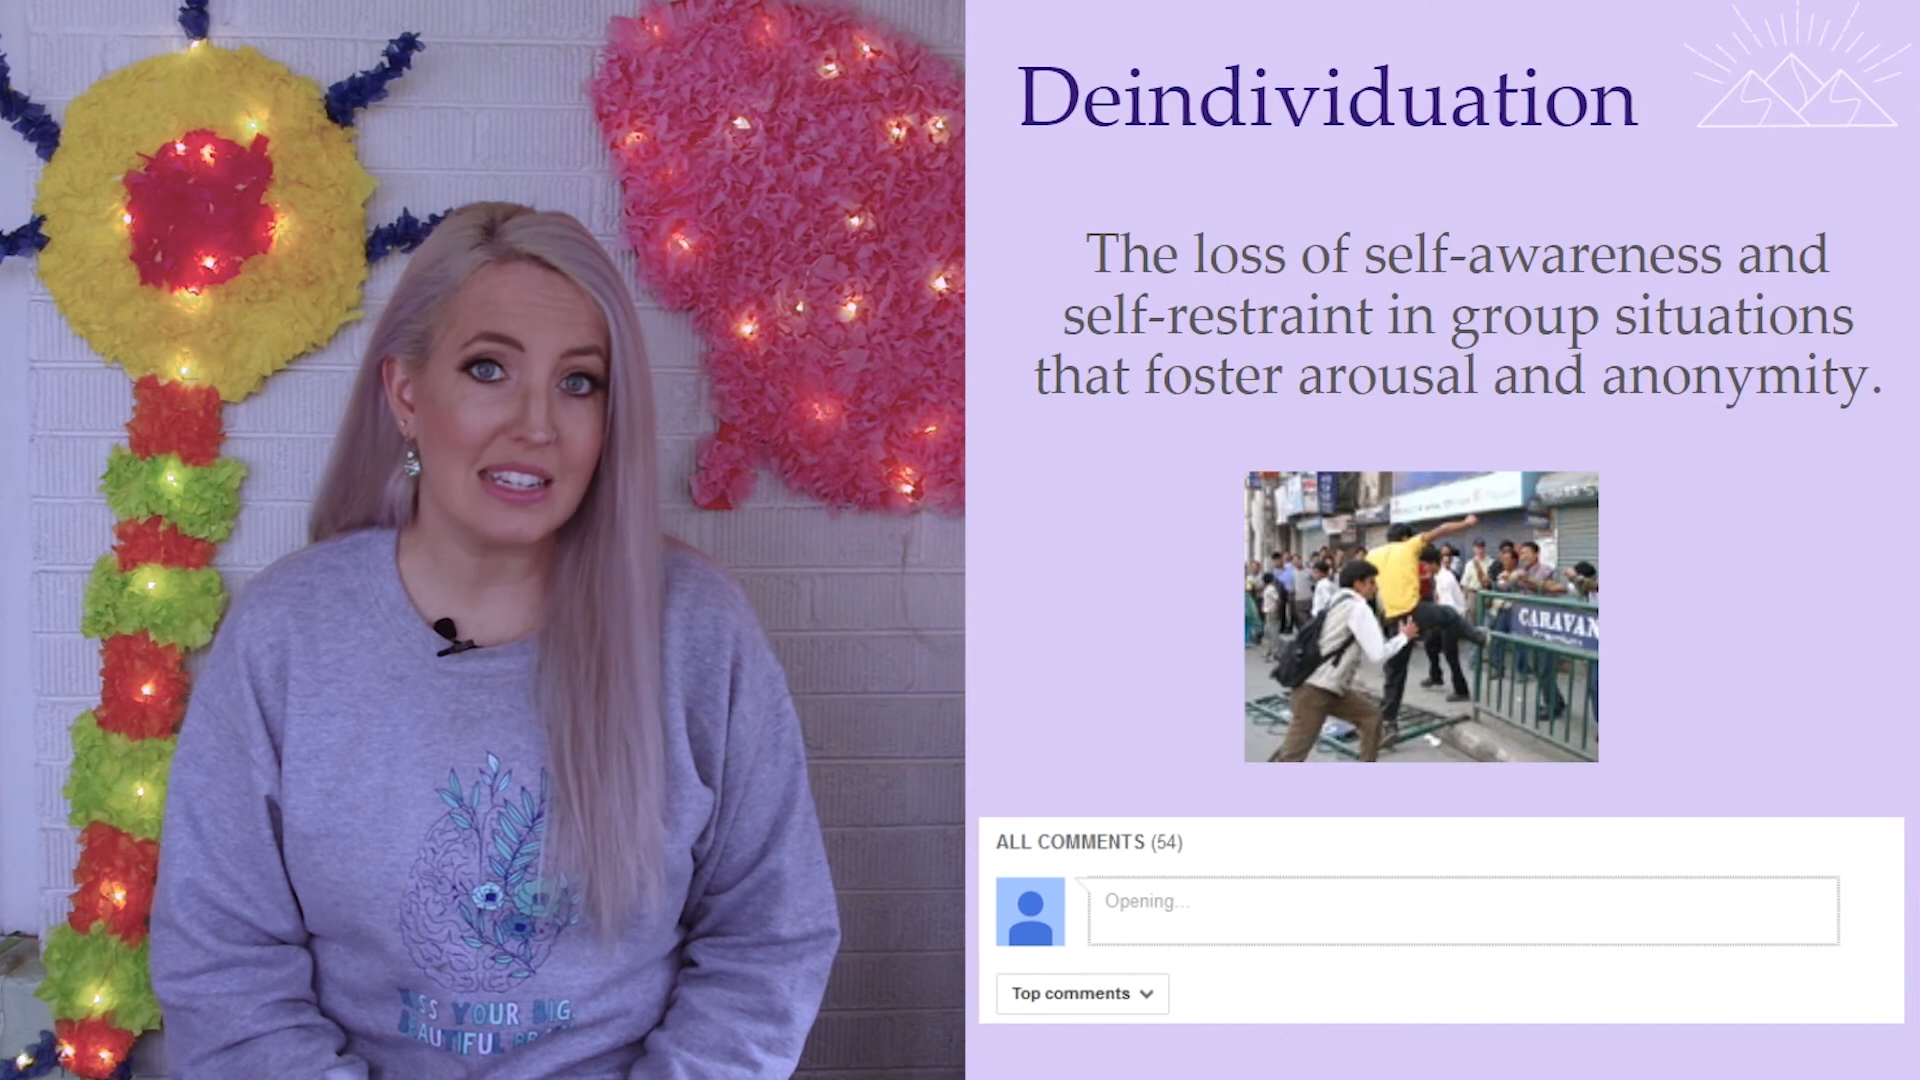 Deindividuation
The loss of self-awareness and
self-restraint in group situations
that foster arousal and anonymity.
CARAVAN
ALL COMMENTS (54)
Opening...
Top comments
YOUR BIG